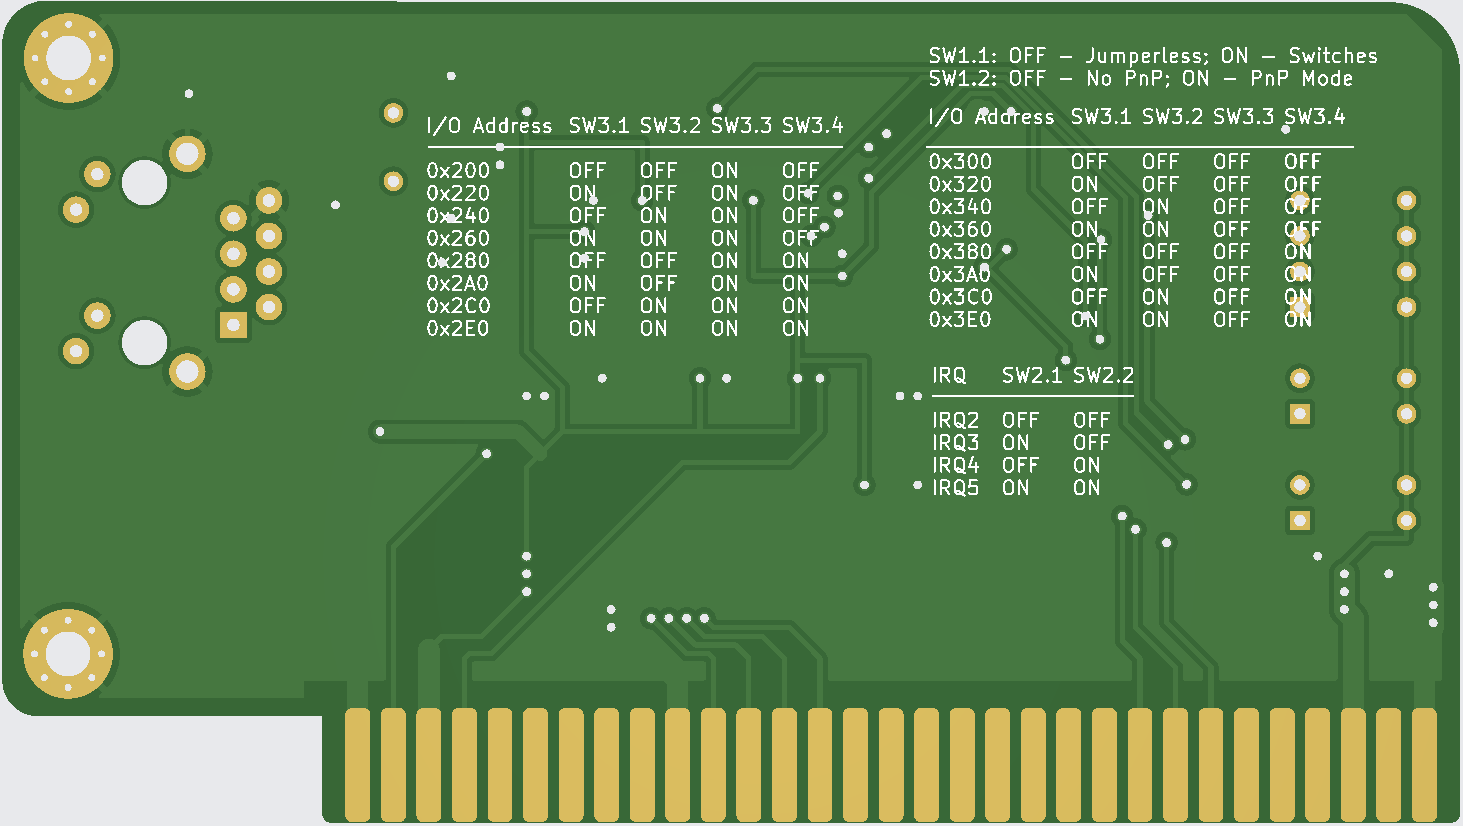 SW1.1: OFF – Jumperless; ON – Switches
SW1.2: OFF – No PnP; ON – PnP Mode
I/O Address SW3.1 SW3.2 SW3.3 SW3.4
0x200 OFF OFF ON OFF
0x220 ON OFF ON OFF
0x240 OFF ON ON OFF
0x260 ON ON ON OFF
0x280 OFF OFF ON ON
0x2A0 ON OFF ON ON
0x2C0 OFF ON ON ON
0x2E0 ON ON ON ON
I/O Address SW3.1 SW3.2 SW3.3 SW3.4
0x300 OFF OFF OFF OFF
0x320 ON OFF OFF OFF
0x340 OFF ON OFF OFF
0x360 ON ON OFF OFF
0x380 OFF OFF OFF ON
0x3A0 ON OFF OFF ON
0x3C0 OFF ON OFF ON
0x3E0 ON ON OFF ON
IRQ SW2.1 SW2.2
IRQ2 OFF OFF
IRQ3 ON OFF
IRQ4 OFF ON
IRQ5 ON ON